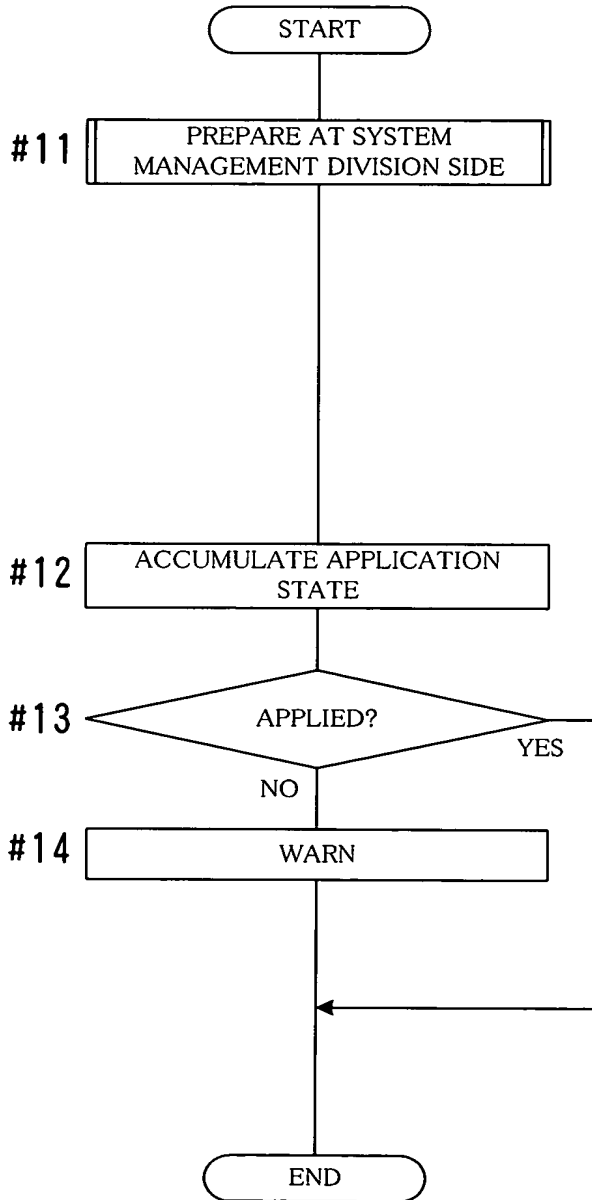 START
#11
PREPARE AT SYSTEM
MANAGEMENT DIVISION SIDE
#12
ACCUMULATE APPLICATION
STATE
#13
APPLIED?
YES
NO
#14
WARN
END